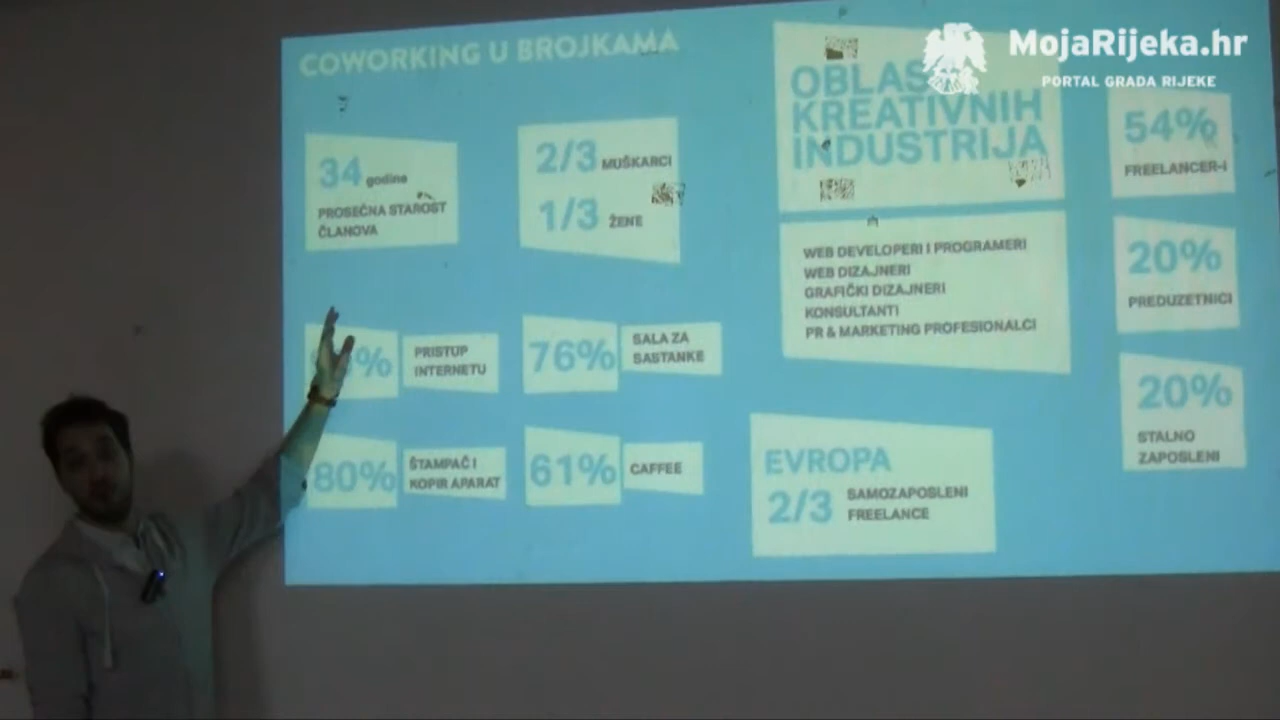 COWORKING U BROJKAMA
34 godine
PROSEČNA STAROST
ČLANOVA
2/3 MUŠKARCI
1/3 ŽENE
PRISTUP
INTERNETU
76%
SALA ZA
SASTANKE
80%
ŠTAMPAČ I
KOPIR APARAT
61%
CAFFEE
KREATIVNIH
INDUSTRIJA
WEB DEVELOPERI I PROGRAMERI
WEB DIZAJNERI
GRAFIČKI DIZAJNERI
KONSULTANTI
PR & MARKETING PROFESIONALCI
EVROPA
2/3 SAMOZAPOSLENI
FREELANCE
54%
FREELANCER-I
20%
PREDUZETNICI
20%
STALNO
ZAPOSLENI
MojaRijeka.hr
PORTAL GRADA RIJEKE